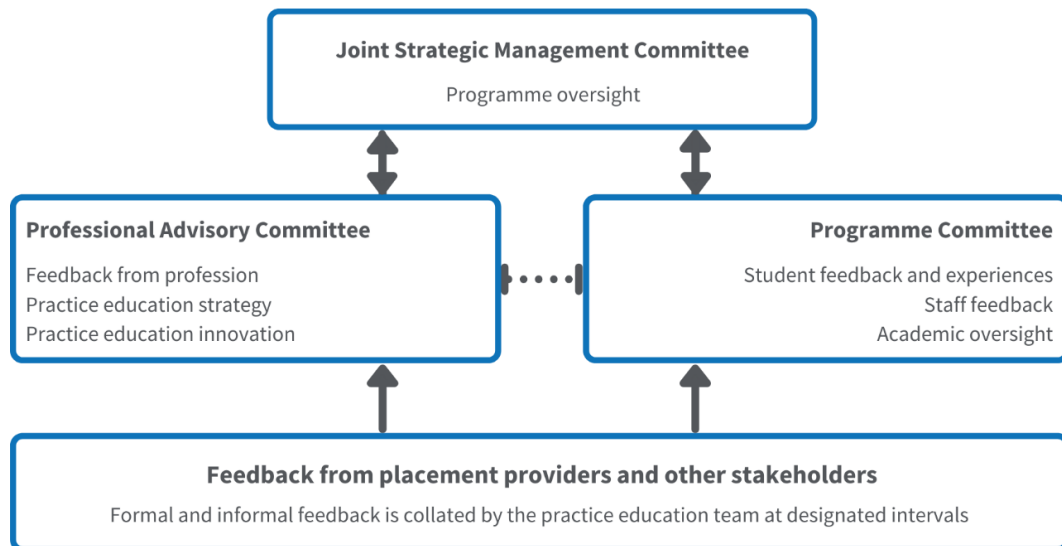 Joint Strategic Management Committee
Programme oversight
Professional Advisory Committee
Feedback from profession
Practice education strategy
Practice education innovation
Programme Committee
Student feedback and experiences
Staff feedback
Academic oversight
Feedback from placement providers and other stakeholders
Formal and informal feedback is collated by the practice education team at designated intervals